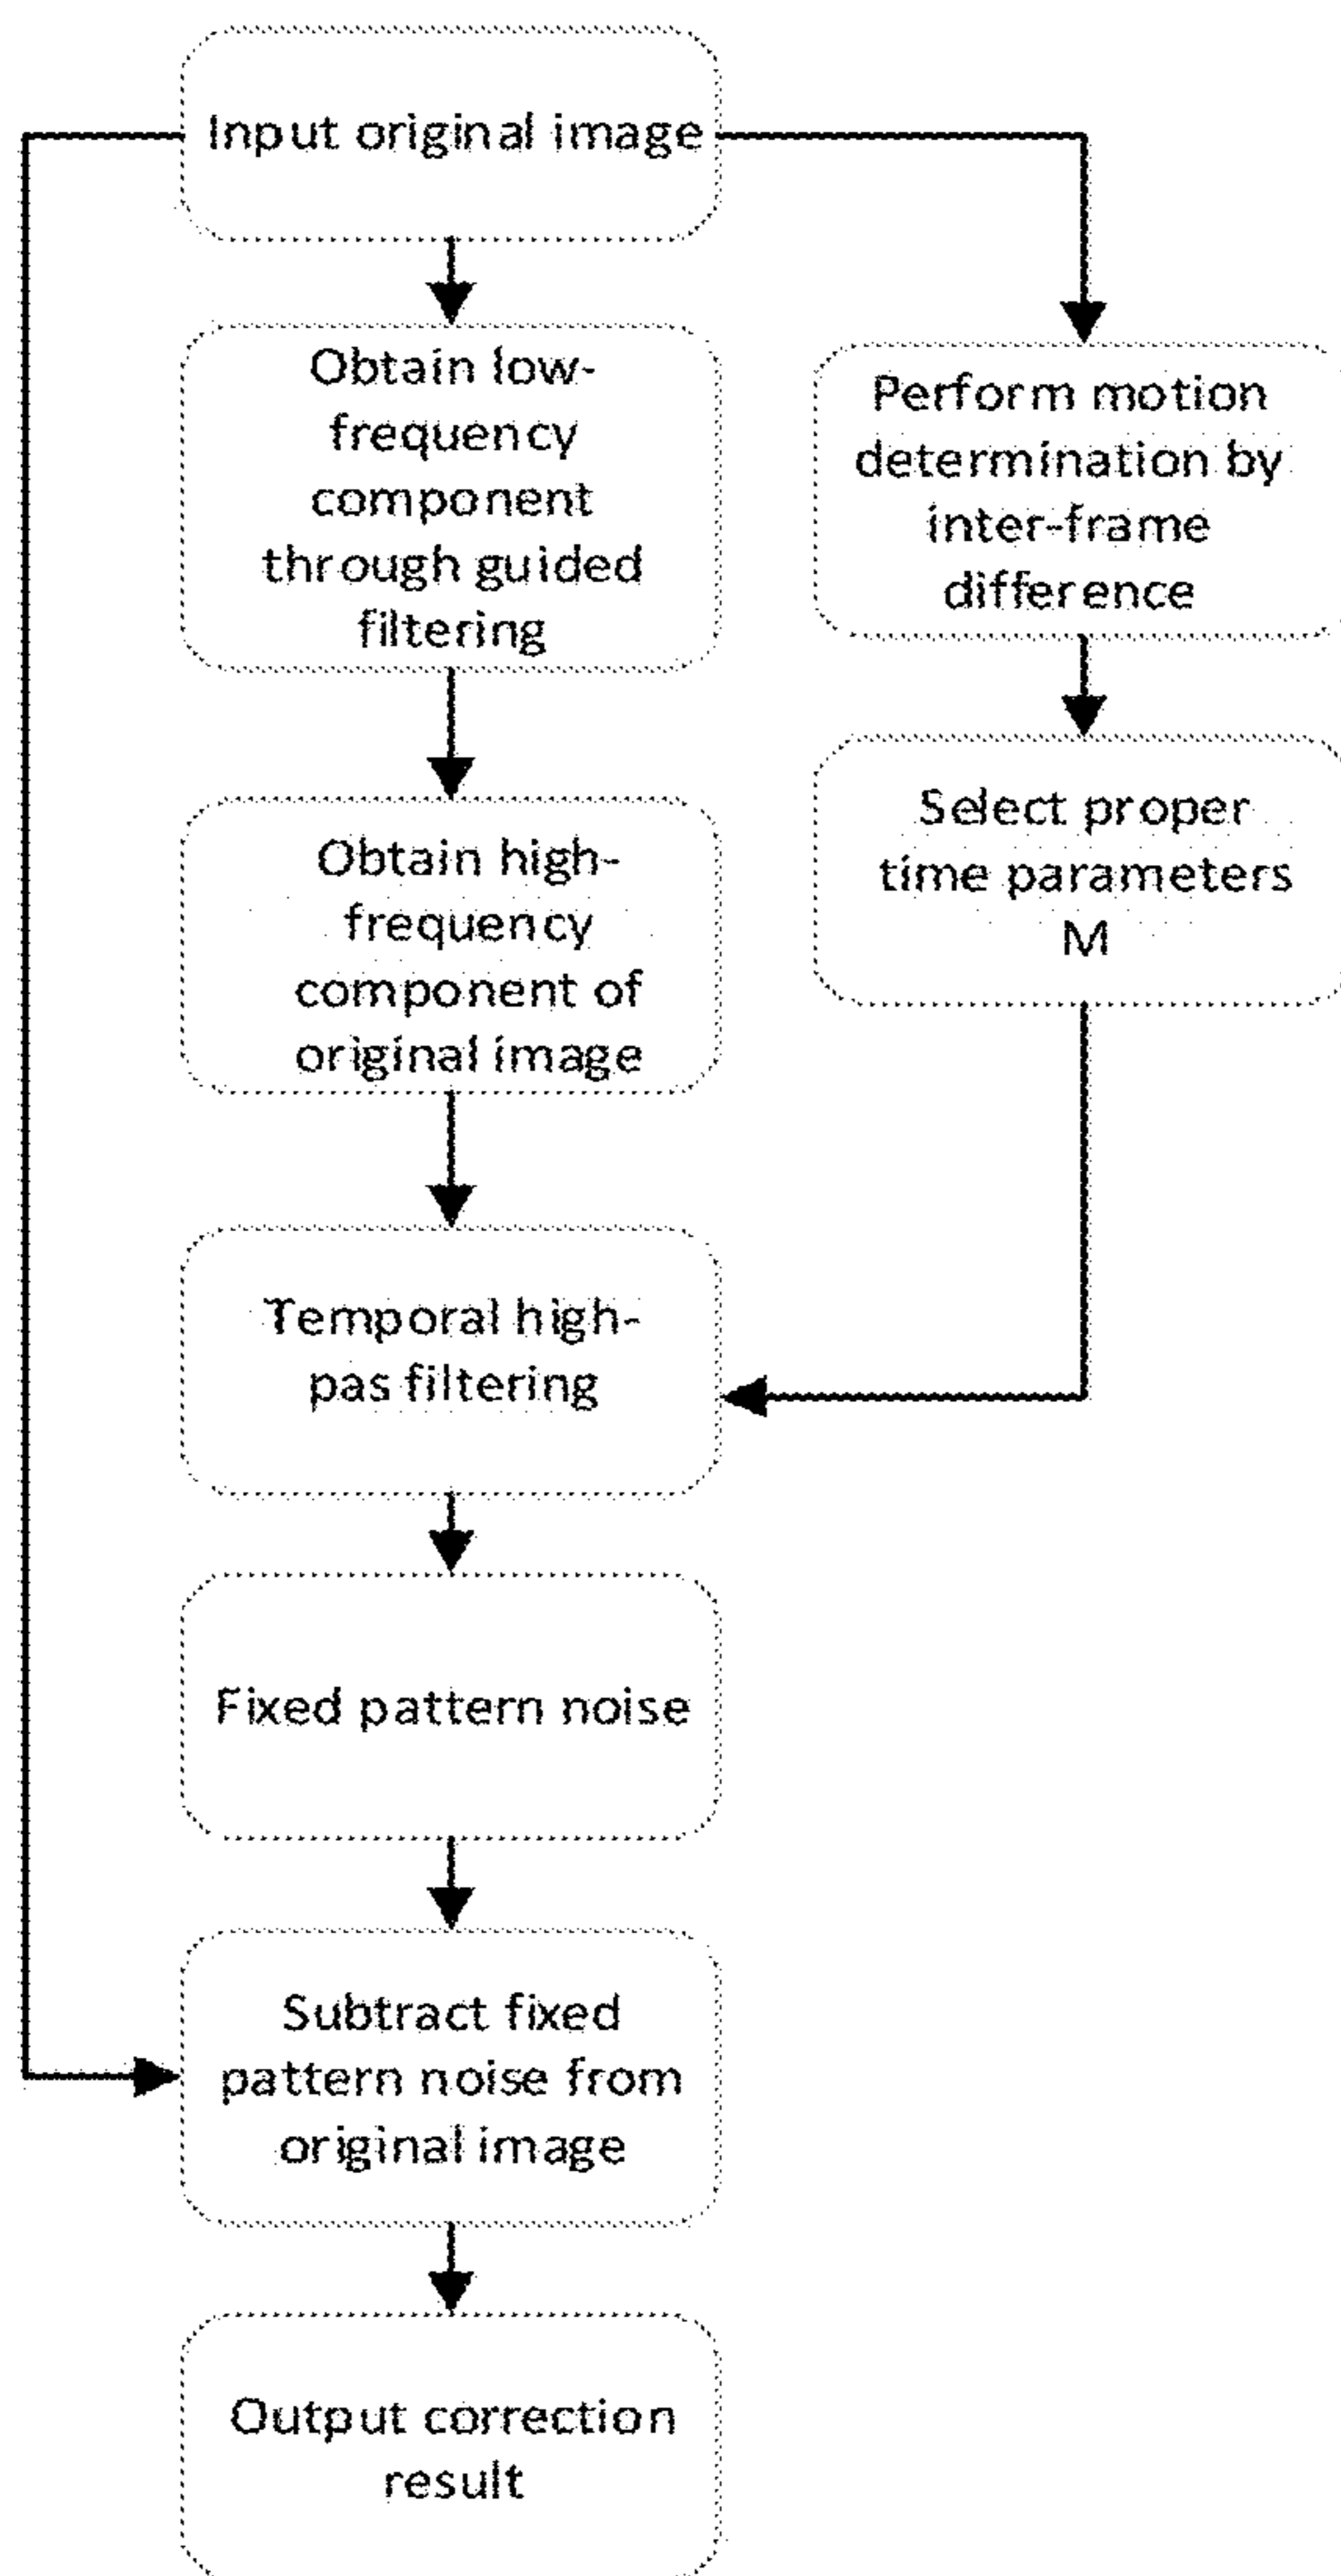 Input original image
Obtain low-
frequency
component
through guided
filtering
Perform motion
determination by
inter-frame
difference
Obtain high-
frequency
component of
original image
Select proper
time parameters
M
Temporal high-
pas filtering
Fixed pattern noise
Subtract fixed
pattern noise from
original image
Output correction
result